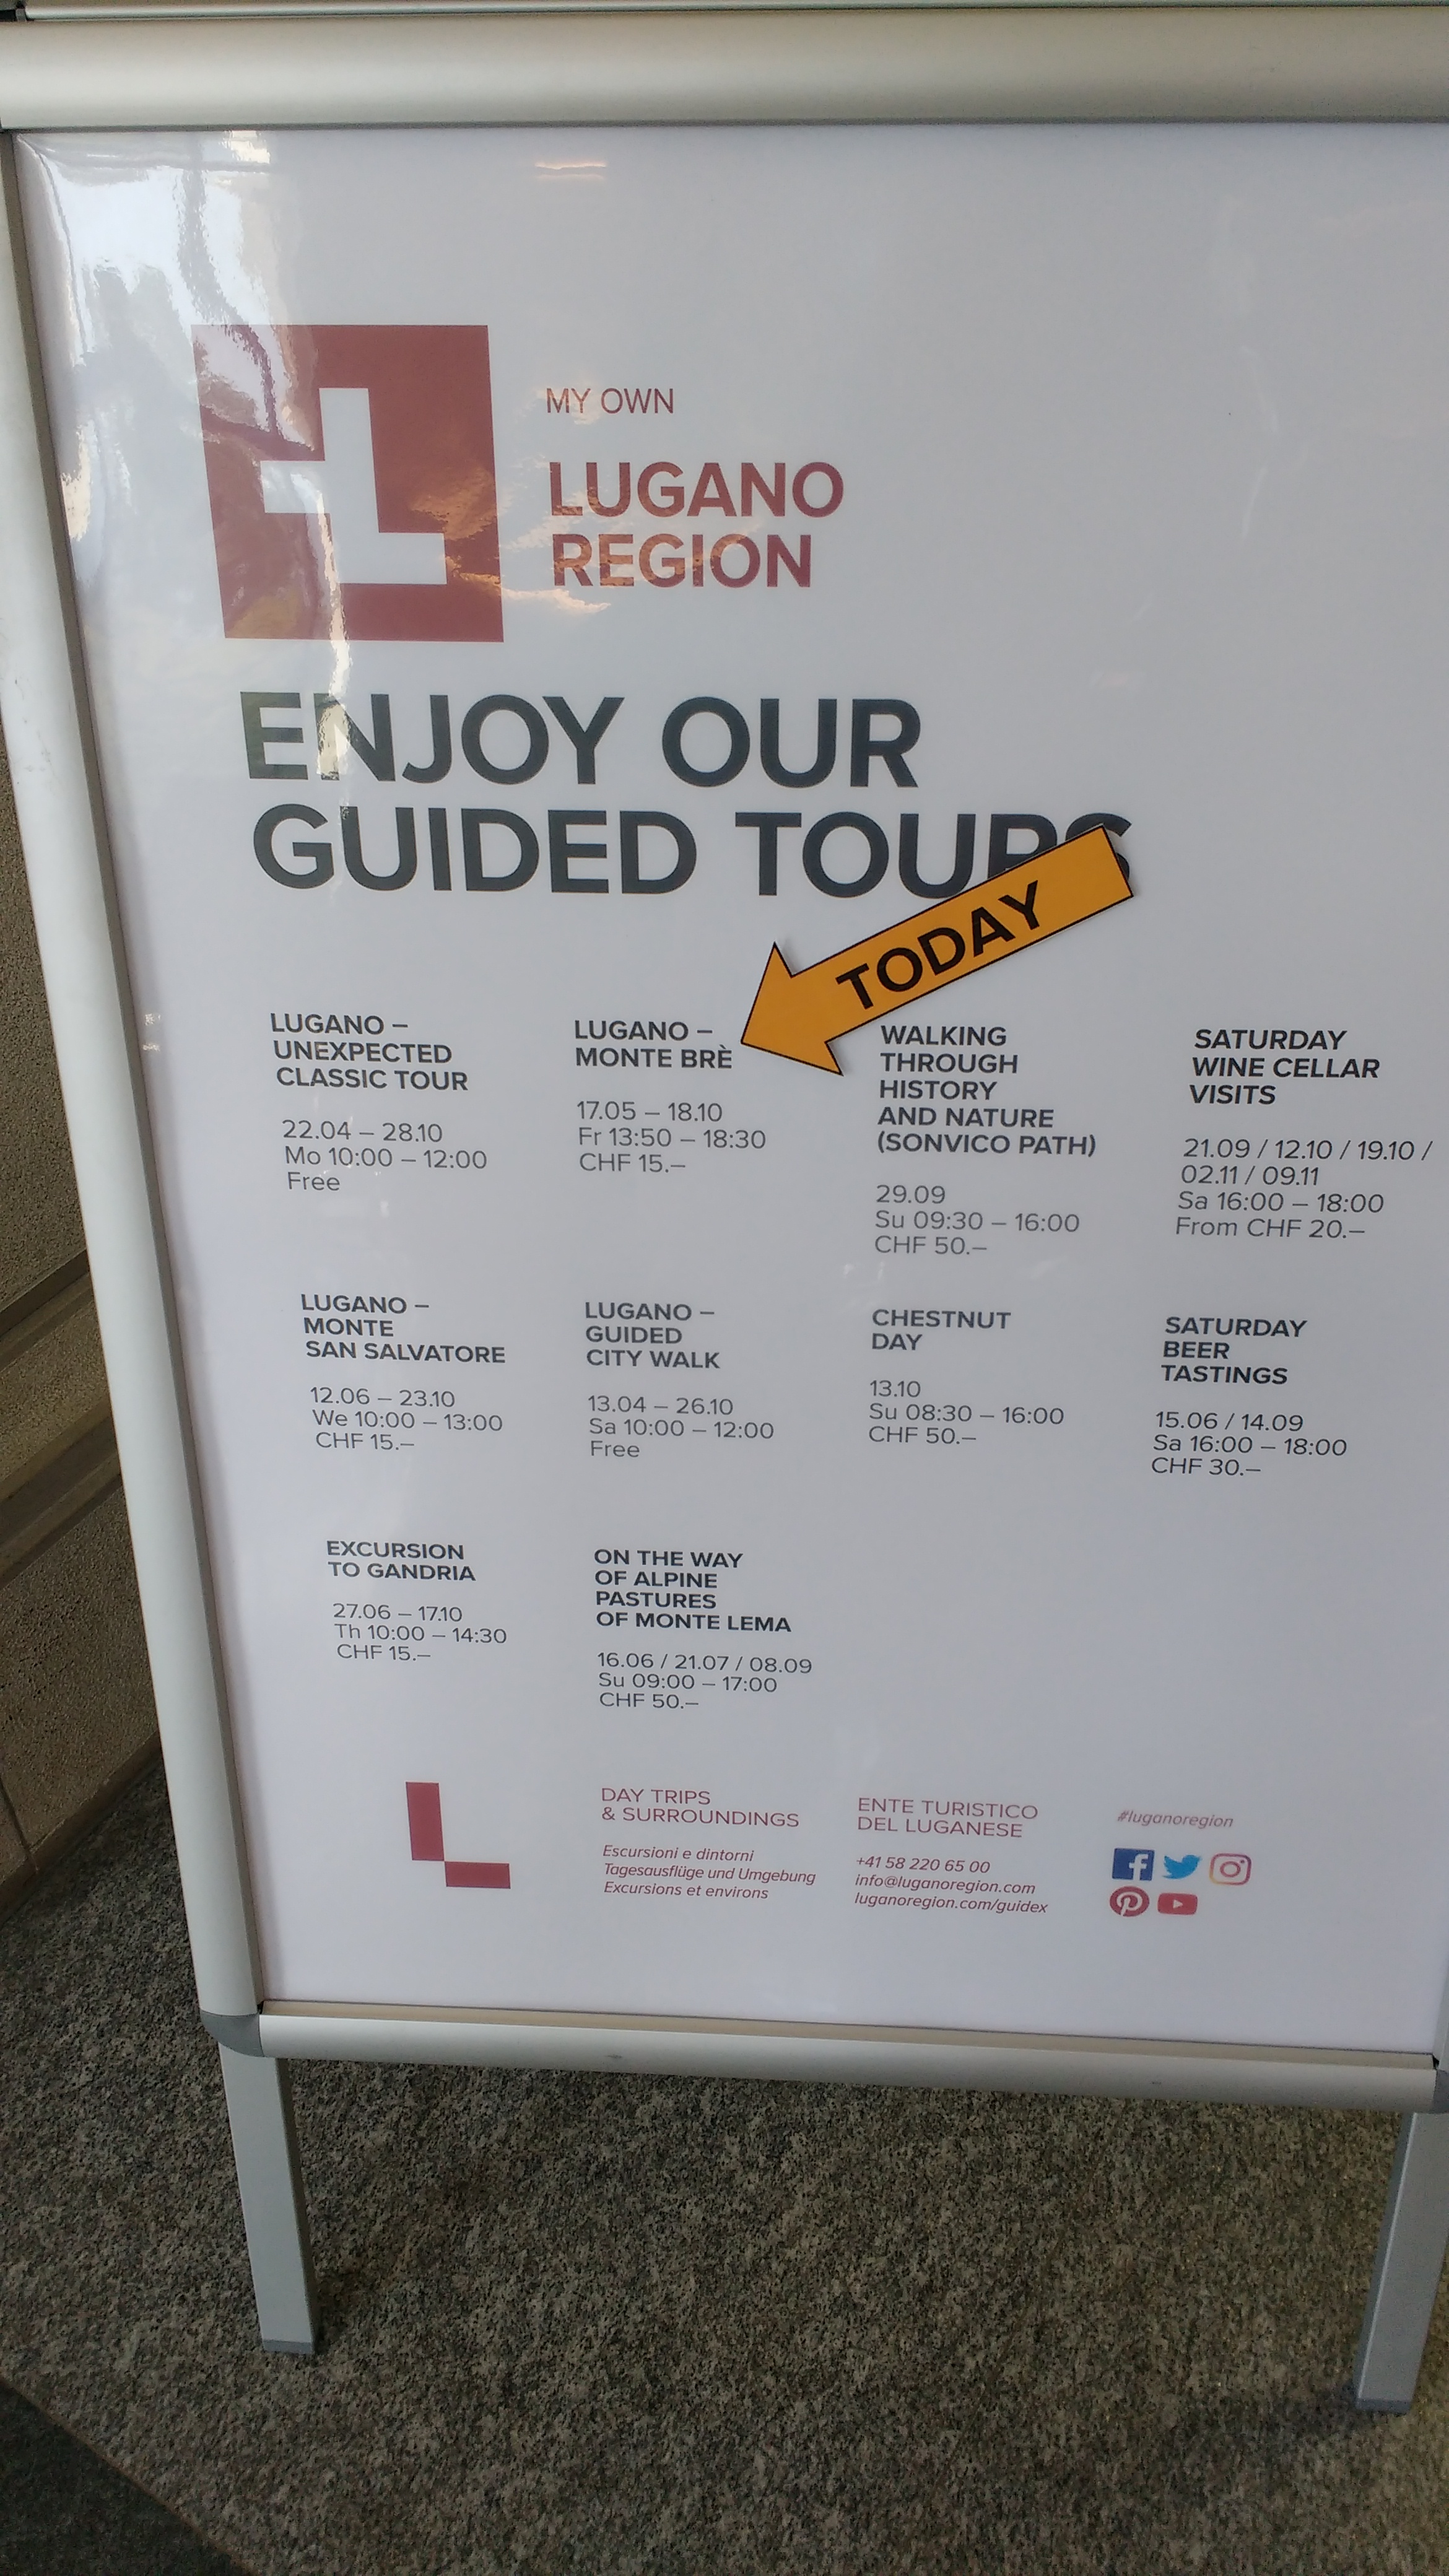 MY OWN
LUGANO
REGION
ENJOY OUR
GUIDED TOURS
TODAY
LUGANO –
UNEXPECTED
CLASSIC TOUR
22.04 – 28.10
Mo 10:00 – 12:00
Free
LUGANO –
MONTE BRÈ
17.05 – 18.10
Fr 13:50 – 18:30
CHF 15.–
WALKING
THROUGH
HISTORY
AND NATURE
(SONVICO PATH)
29.09
Su 09:30 – 16:00
CHF 50.–
SATURDAY
WINE CELLAR
VISITS
21.09 / 12.10 / 19.10 /
02.11 / 09.11
Sa 16:00 – 18:00
From CHF 20.–
LUGANO –
MONTE
SAN SALVATORE
12.06 – 23.10
We 10:00 – 13:00
CHF 15.–
LUGANO –
GUIDED
CITY WALK
13.04 – 26.10
Sa 10:00 – 12:00
Free
CHESTNUT
DAY
13.10
Su 08:30 – 16:00
CHF 50.–
SATURDAY
BEER
TASTINGS
15.06 / 14.09
Sa 16:00 – 18:00
CHF 30.–
EXCURSION
TO GANDRIA
27.06 – 17.10
Th 10:00 – 14:30
CHF 15.–
ON THE WAY
OF ALPINE
PASTURES
OF MONTE LEMA
16.06 / 21.07 / 08.09
Su 09:00 – 17:00
CHF 50.–
DAY TRIPS
& SURROUNDINGS
Escursioni e dintorni
Tagesausflüge und Umgebung
Excursions et environs
ENTE TURISTICO
DEL LUGANESE
+41 58 220 65 00
info@luganoregion.com
luganoregion.com/guidex
#luganoregion